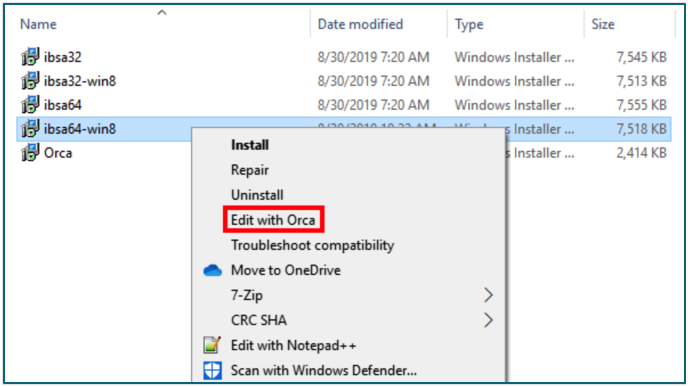 Name Date modified Type Size
ibsa32 8/30/2019 7:20 AM Windows Installer ... 7,545 KB
ibsa32-win8 8/30/2019 7:20 AM Windows Installer ... 7,513 KB
ibsa64 8/30/2019 7:20 AM Windows Installer ... 7,555 KB
ibsa64-win8 Installer ... 7,518 KB
Orca s Installer ... 2,414 KB
Install
Repair
Uninstall
Edit with Orca
Troubleshoot compatibility
Move to OneDrive
7-Zip
CRC SHA
Edit with Notepad++
Scan with Windows Defender...